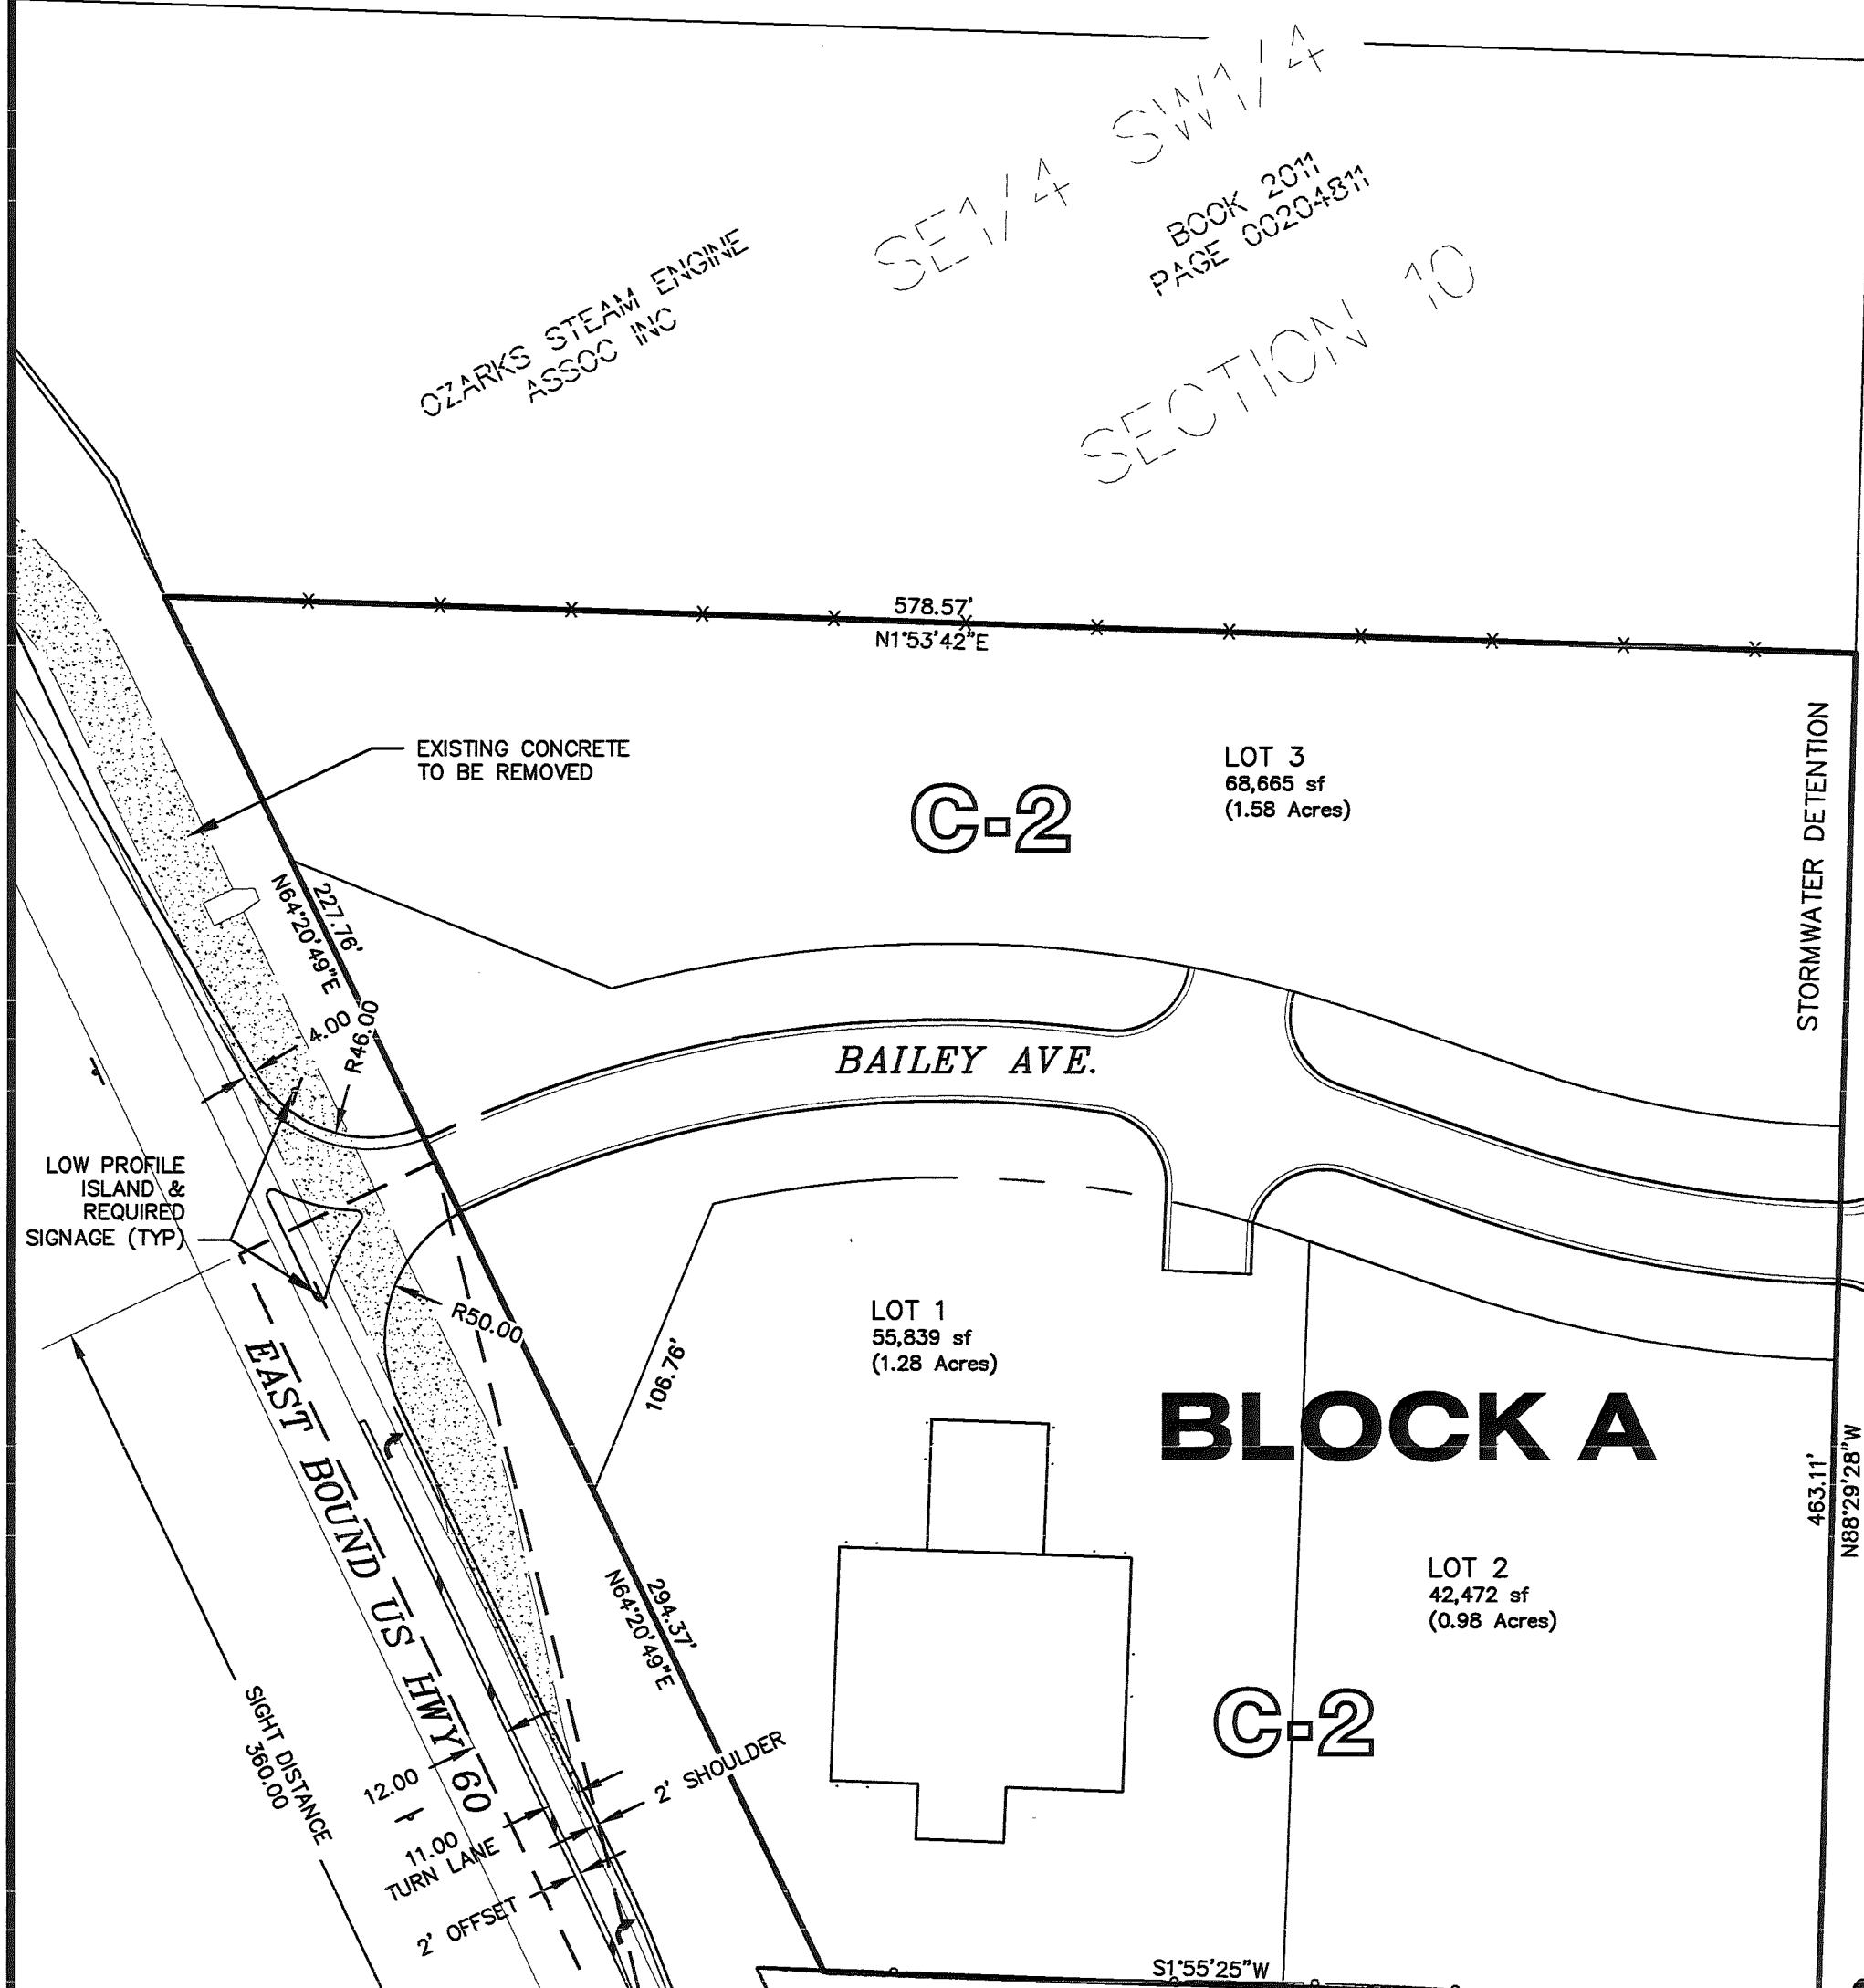 SE1/4 SW1/4
BOOK 2011
PAGE 00204811
SECTION 10
OZARKS STEAM ENGINE
ASSOC INC
578.57'
N1°53'42"E
EXISTING CONCRETE
TO BE REMOVED
C-2
LOT 3
68,665 sf
(1.58 Acres)
STORMWATER DETENTION
227.76'
N64°20'49"E
4.00
R46.00
BAILEY AVE.
LOW PROFILE
ISLAND &
REQUIRED
SIGNAGE (TYP)
R50.00
106.76'
LOT 1
55,839 sf
(1.28 Acres)
BLOCK A
463.11'
N88°29'28"W
EAST BOUND US HWY 60
294.37'
N64°20'49"E
LOT 2
42,472 sf
(0.98 Acres)
C-2
SIGHT DISTANCE
360.00
12.00
11.00
TURN LANE
2' OFFSET
2' SHOULDER
S1°55'25"W